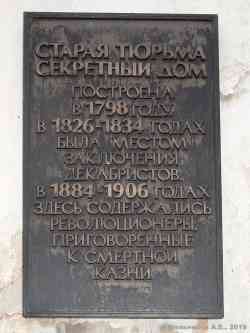 СТАРАЯ ТЮРЬМА
СЕКРЕТНЫЙ ДОМ
ПОСТРОЕНА
В 1798 ГОДУ
В 1826-1834 ГОДАХ
БЫЛА МЕСТОМ
ЗАКЛЮЧЕНИЯ
ДЕКАБРИСТОВ.
В 1884-1906 ГОДАХ
ЗДЕСЬ СОДЕРЖАЛИСЬ
РЕВОЛЮЦИОНЕРЫ,
ПРИГОВОРЕННЫЕ
К СМЕРТНОЙ
КАЗНИ
А.Е., 2015